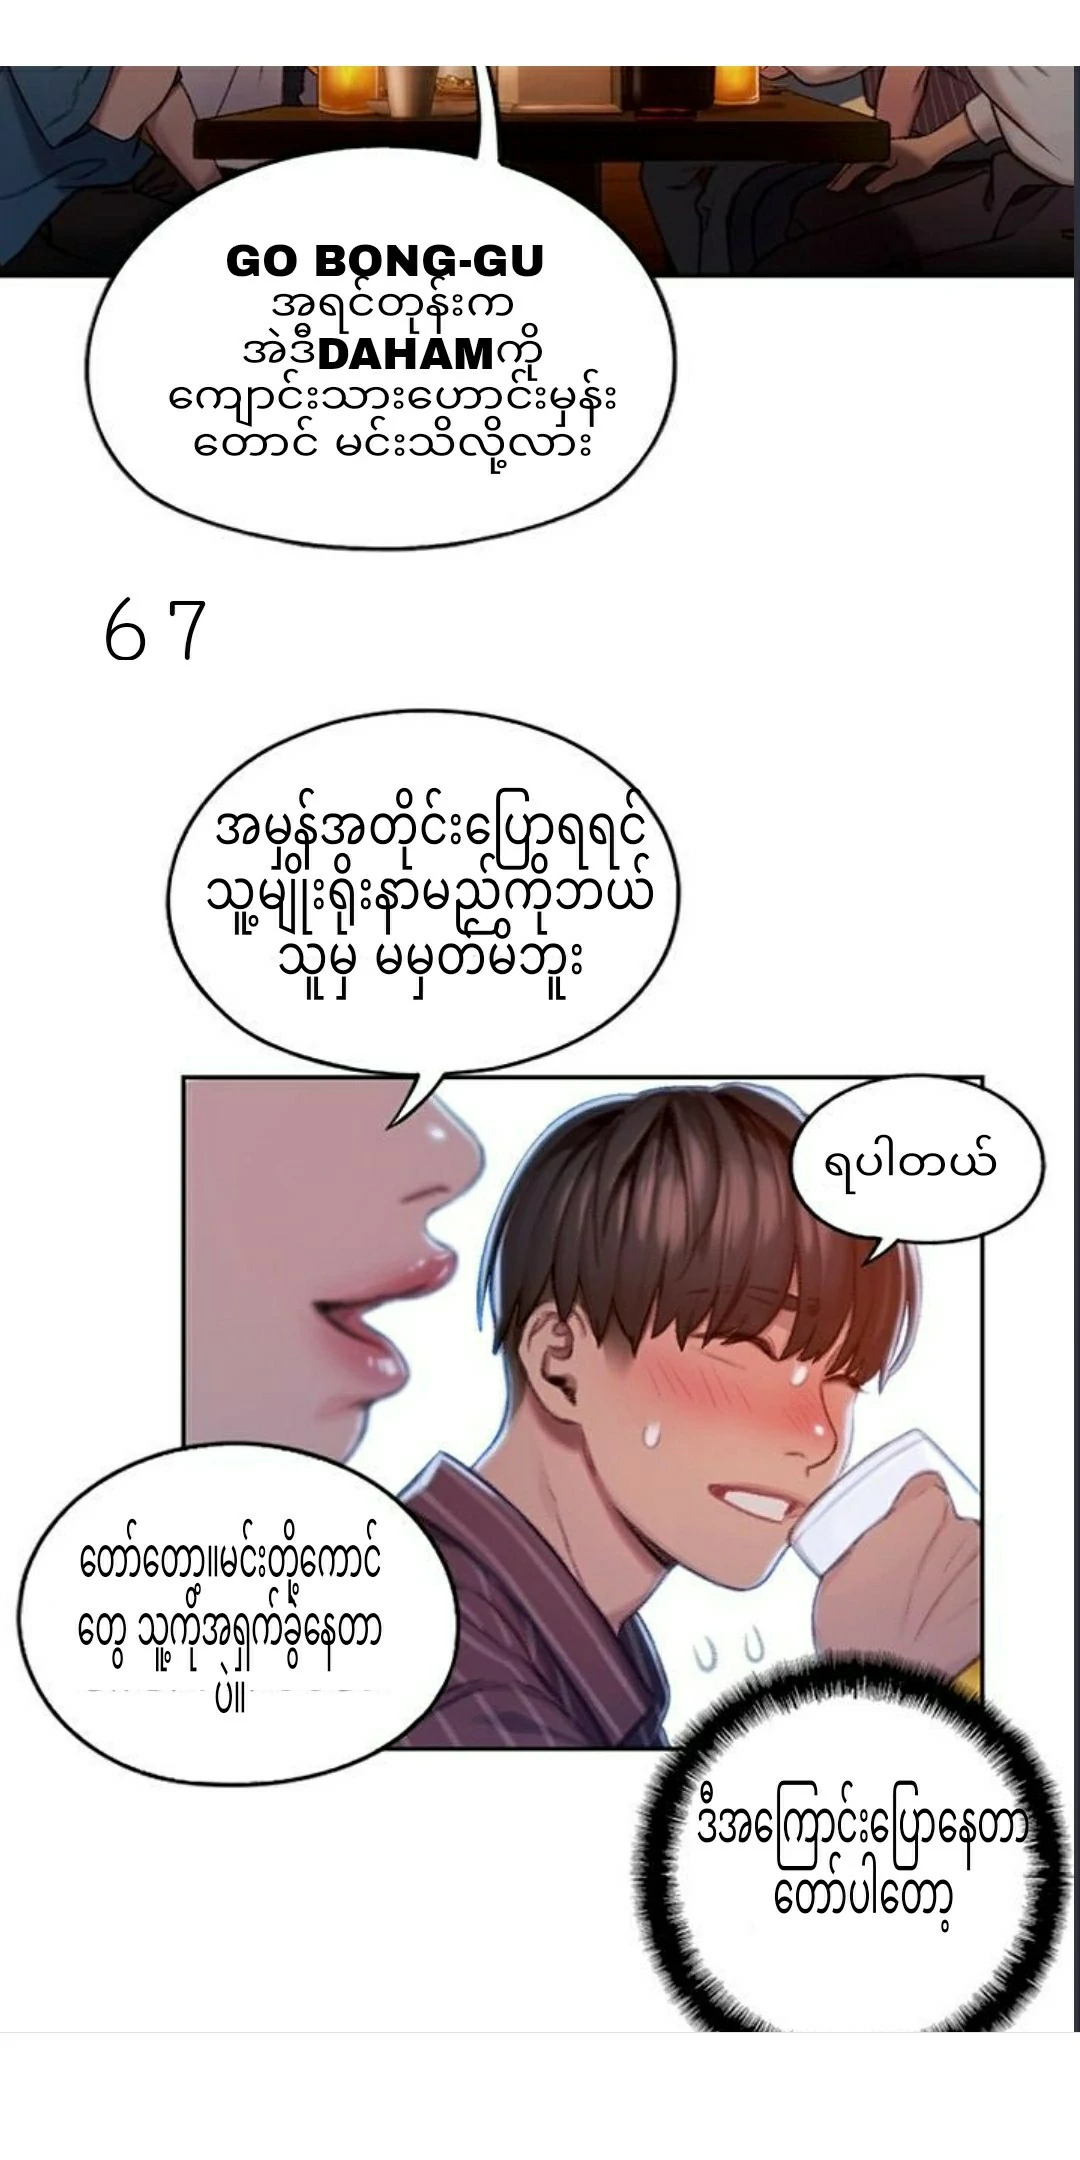 GO BONG-GU
အရင်တုန်းက
အဲဒီDAHAMကို
ကျောင်းသားဟောင်းမှန်း
တောင် မင်းသိလို့လား
67
အမှန်အတိုင်းပြောရရင်
သူ့မျိုးရိုးနာမည်ကိုဘယ်
သူမှ မမှတ်မိဘူး
ရပါတယ်
တော်တော့။မင်းတို့ကောင်
တွေ သူ့ကိုအရှက်ခွဲနေတာ
ပဲ။
ဒီအကြောင်းပြောနေတာ
တော်ပါတော့